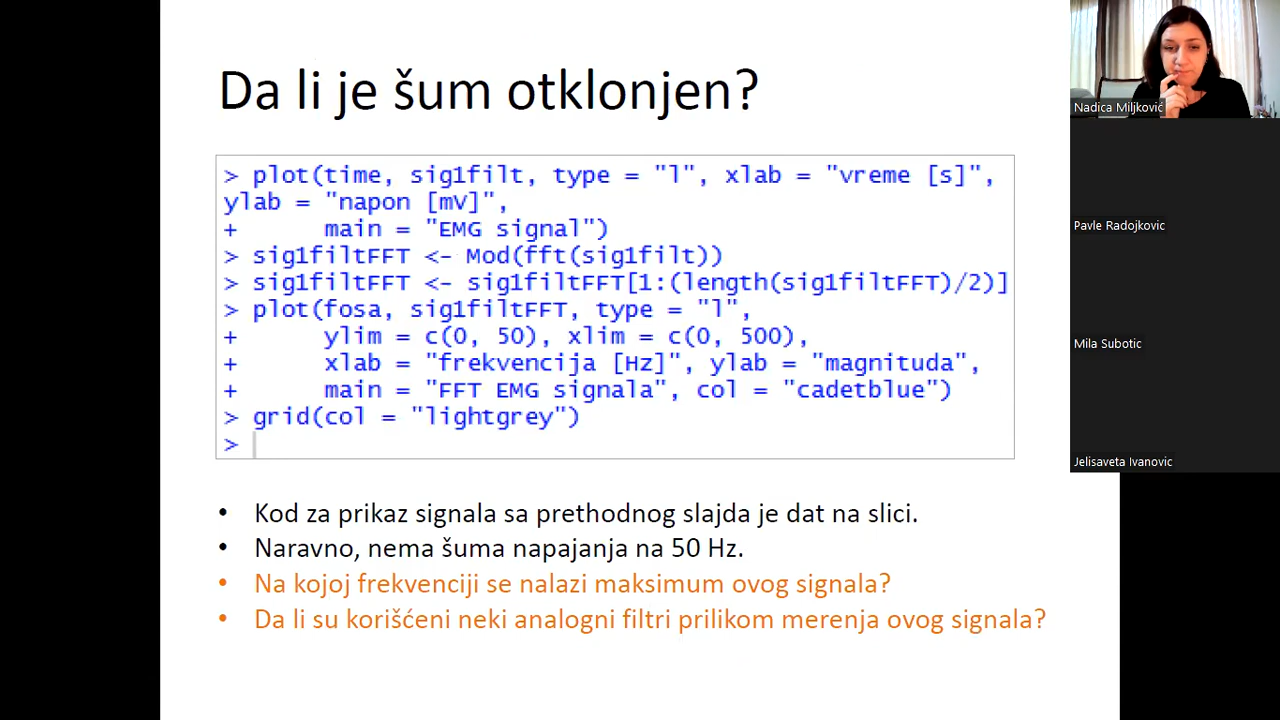 Da li je šum otklonjen?
> plot(time, sig1filt, type = "l", xlab = "vreme [s]",
ylab = "napon [mV]",
+ main = "EMG signal")
> sig1filtFFT <- Mod(fft(sig1filt))
> sig1filtFFT <- sig1filtFFT[1:(length(sig1filtFFT)/2)]
> plot(fosa, sig1filtFFT, type = "l",
+ ylim = c(0, 50), xlim = c(0, 500),
+ xlab = "frekvencija [Hz]", ylab = "magnituda",
+ main = "FFT EMG signala", col = "cadetblue")
> grid(col = "lightgrey")
>
• Kod za prikaz signala sa prethodnog slajda je dat na slici.
• Naravno, nema šuma napajanja na 50 Hz.
• Na kojoj frekvenciji se nalazi maksimum ovog signala?
• Da li su korišćeni neki analogni filtri prilikom merenja ovog signala?
Nadica Miljković
Pavle Radojkovic
Mila Subotic
Jelisaveta Ivanovic